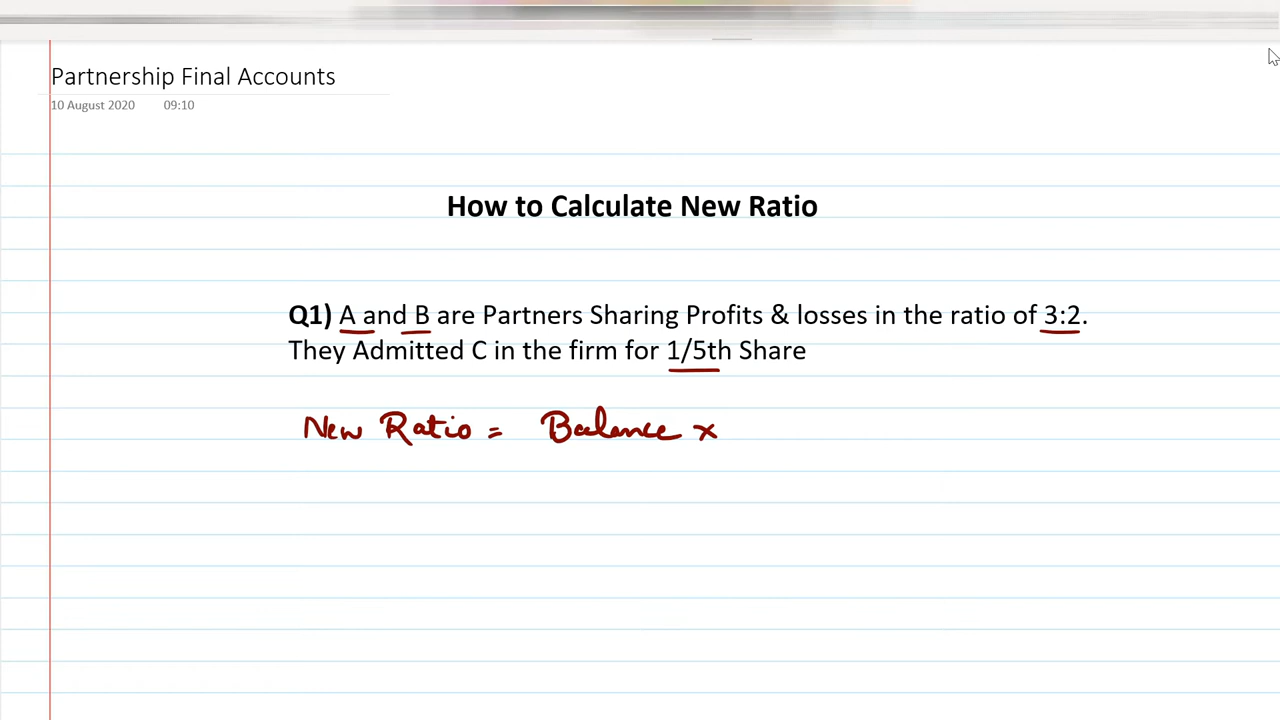 Partnership Final Accounts
10 August 2020 09:10
How to Calculate New Ratio
Q1) A and B are Partners Sharing Profits & losses in the ratio of 3:2.
They Admitted C in the firm for 1/5th Share
New Ratio = Balance x